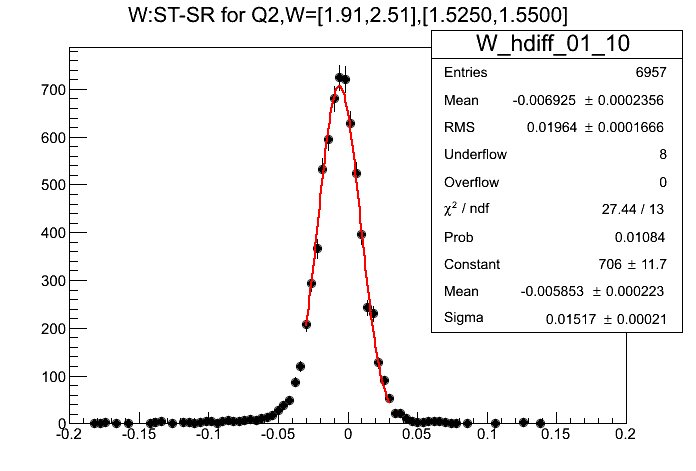 W:ST-SR for Q2,W=[1.91,2.51],[1.5250,1.5500]
W_hdiff_01_10
Entries 6957
Mean -0.006925 ± 0.0002356
RMS 0.01964 ± 0.0001666
Underflow 8
Overflow 0
χ² / ndf 27.44 / 13
Prob 0.01084
Constant 706 ± 11.7
Mean -0.005853 ± 0.000223
Sigma 0.01517 ± 0.00021
700
600
500
400
300
200
100
0
-0.2 -0.15 -0.1 -0.05 0 0.05 0.1 0.15 0.2